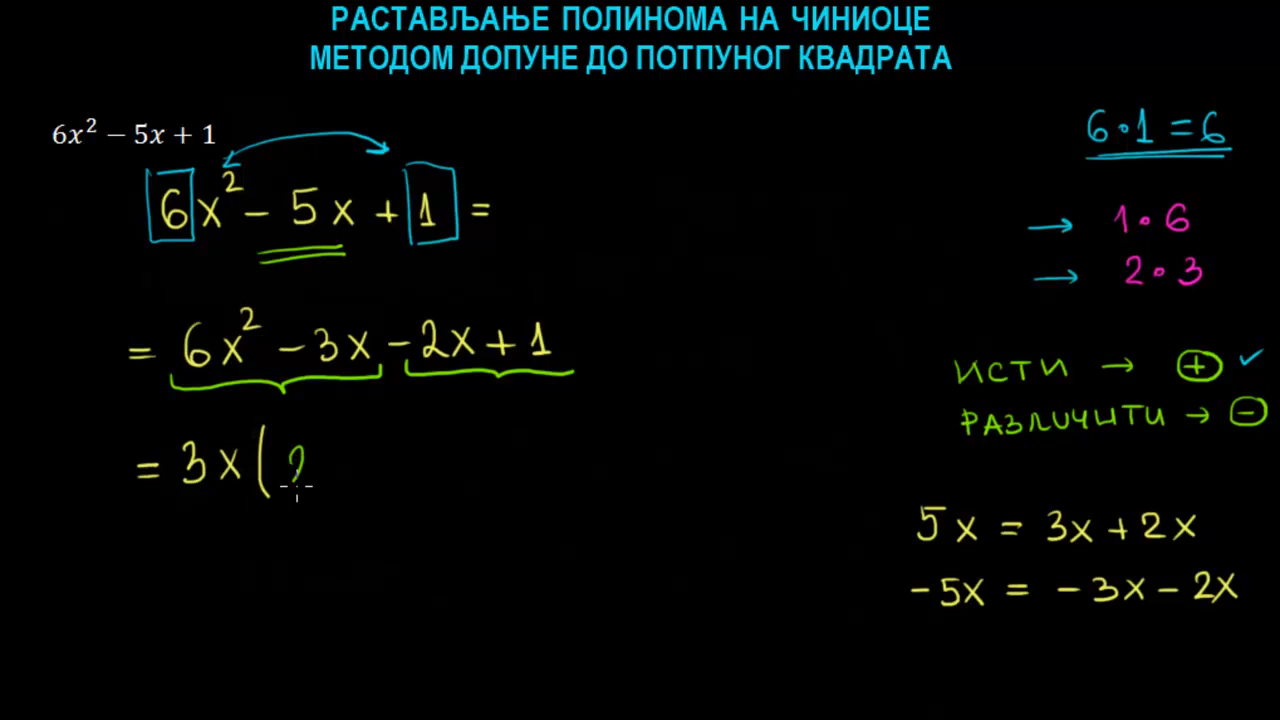 РАСТАВЉАЊЕ ПОЛИНОМА НА ЧИНИОЦЕ
МЕТОДОМ ДОПУНЕ ДО ПОТПУНОГ КВАДРАТА
6x² − 5x + 1
6x² − 5x + 1 =
= 6x² − 3x − 2x + 1
= 3x ( 2
6 · 1 = 6
→ 1 · 6
→ 2 · 3
ИСТИ → + ✓
РАЗЛИЧИТИ → −
5x = 3x + 2x
−5x = −3x − 2x